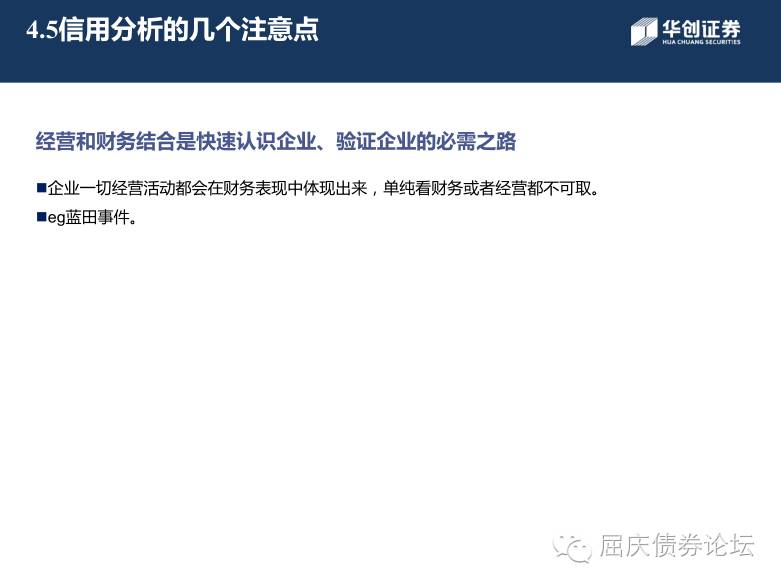 4.5信用分析的几个注意点
华创证券
HUA CHUANG SECURITIES
经营和财务结合是快速认识企业、验证企业的必需之路
■企业一切经营活动都会在财务表现中体现出来，单纯看财务或者经营都不可取。
■eg蓝田事件。
屈庆债券论坛